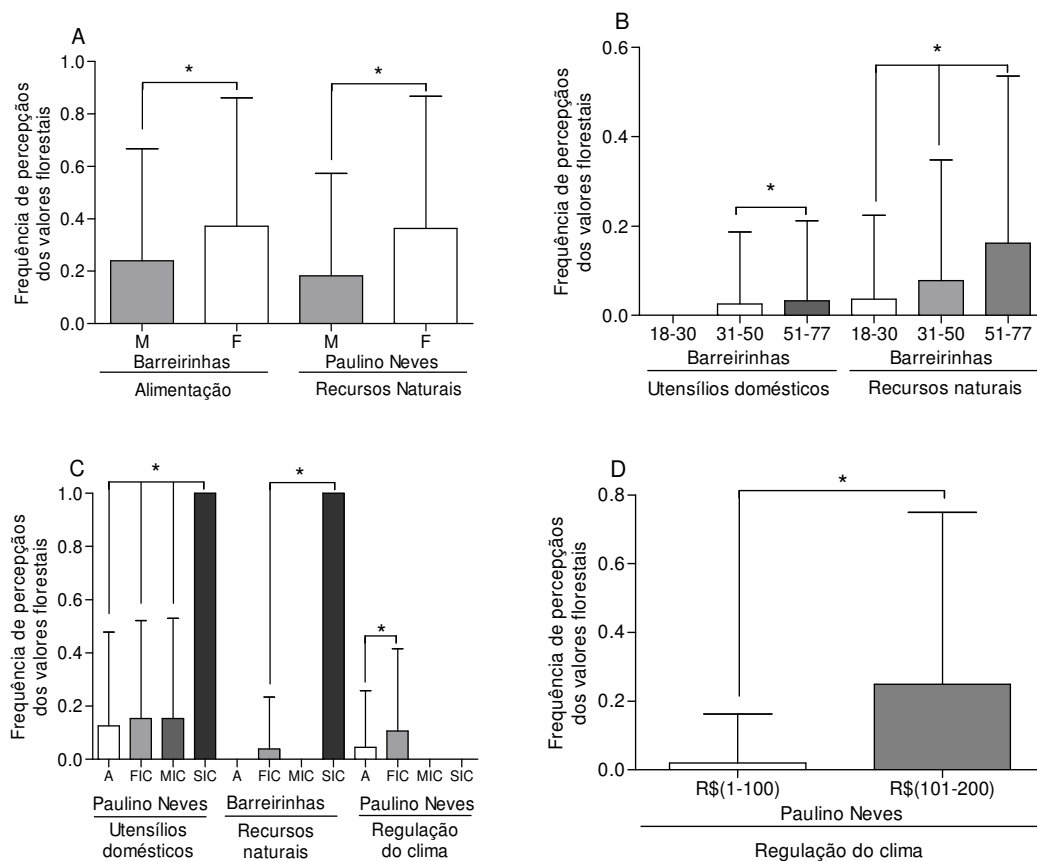 A
Frequência de percepçãos
dos valores florestais
1.0
0.8
0.6
0.4
0.2
0.0
*
*
M
F
M
F
Barreirinhas
Paulino Neves
Alimentação
Recursos Naturais
B
Frequência de percepçãos
dos valores florestais
0.6
0.4
0.2
0.0
*
*
18-30
31-50
51-77
18-30
31-50
51-77
Barreirinhas
Barreirinhas
Utensílios domésticos
Recursos naturais
C
Frequência de percepçãos
dos valores florestais
1.0
0.8
0.6
0.4
0.2
0.0
*
*
*
A
FIC
MIC
SIC
A
FIC
MIC
SIC
A
FIC
MIC
SIC
Paulino Neves
Barreirinhas
Paulino Neves
Utensílios
domésticos
Recursos
naturais
Regulação
do clima
D
Frequência de percepçãos
dos valores florestais
0.8
0.6
0.4
0.2
0.0
*
R$(1-100)
R$(101-200)
Paulino Neves
Regulação do clima